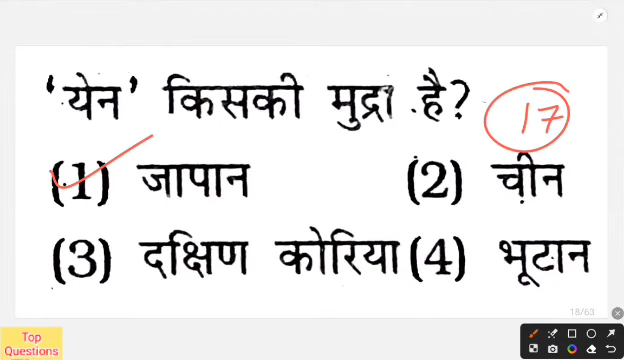 'येन' किसकी मुद्रा है?
17
(1) जापान (2) चीन
(3) दक्षिण कोरिया (4) भूटान
18/63
Top
Questions